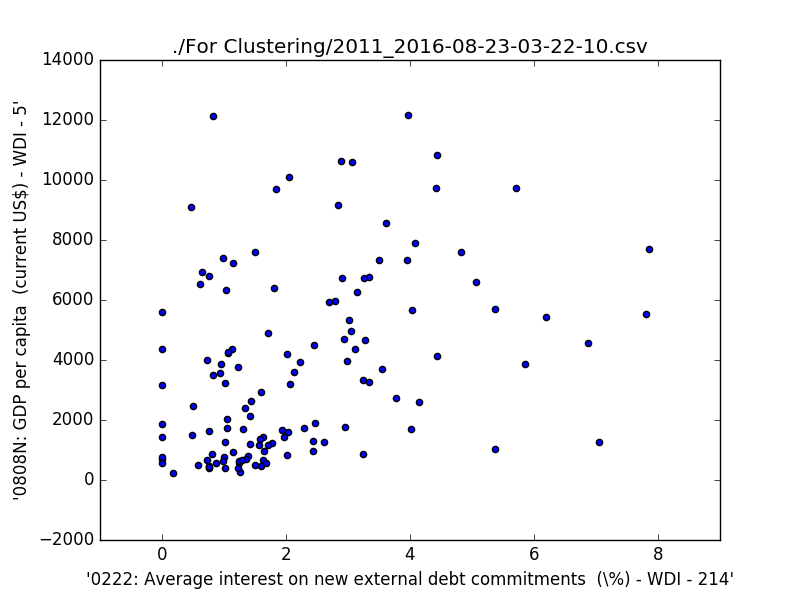 ./For Clustering/2011_2016-08-23-03-22-10.csv
14000
12000
10000
8000
6000
4000
2000
0
−2000
'0808N: GDP per capita  (current US$) - WDI - 5'
0 2 4 6 8
'0222: Average interest on new external debt commitments  (\%) - WDI - 214'